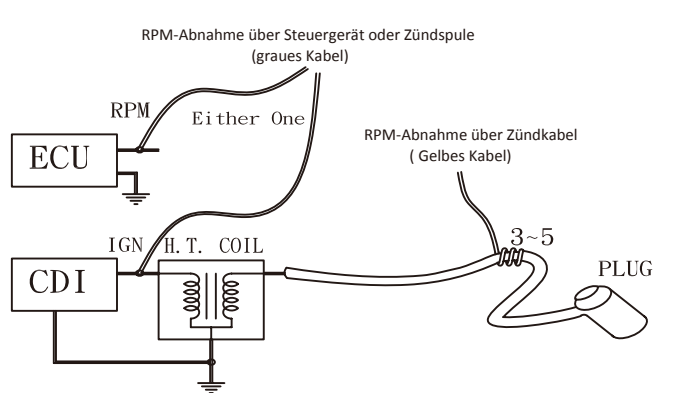 RPM-Abnahme über Steuergerät oder Zündspule
(graues Kabel)
RPM
Either One
ECU
RPM-Abnahme über Zündkabel
( Gelbes Kabel)
IGN
H.T. COIL
3~5
PLUG
CDI